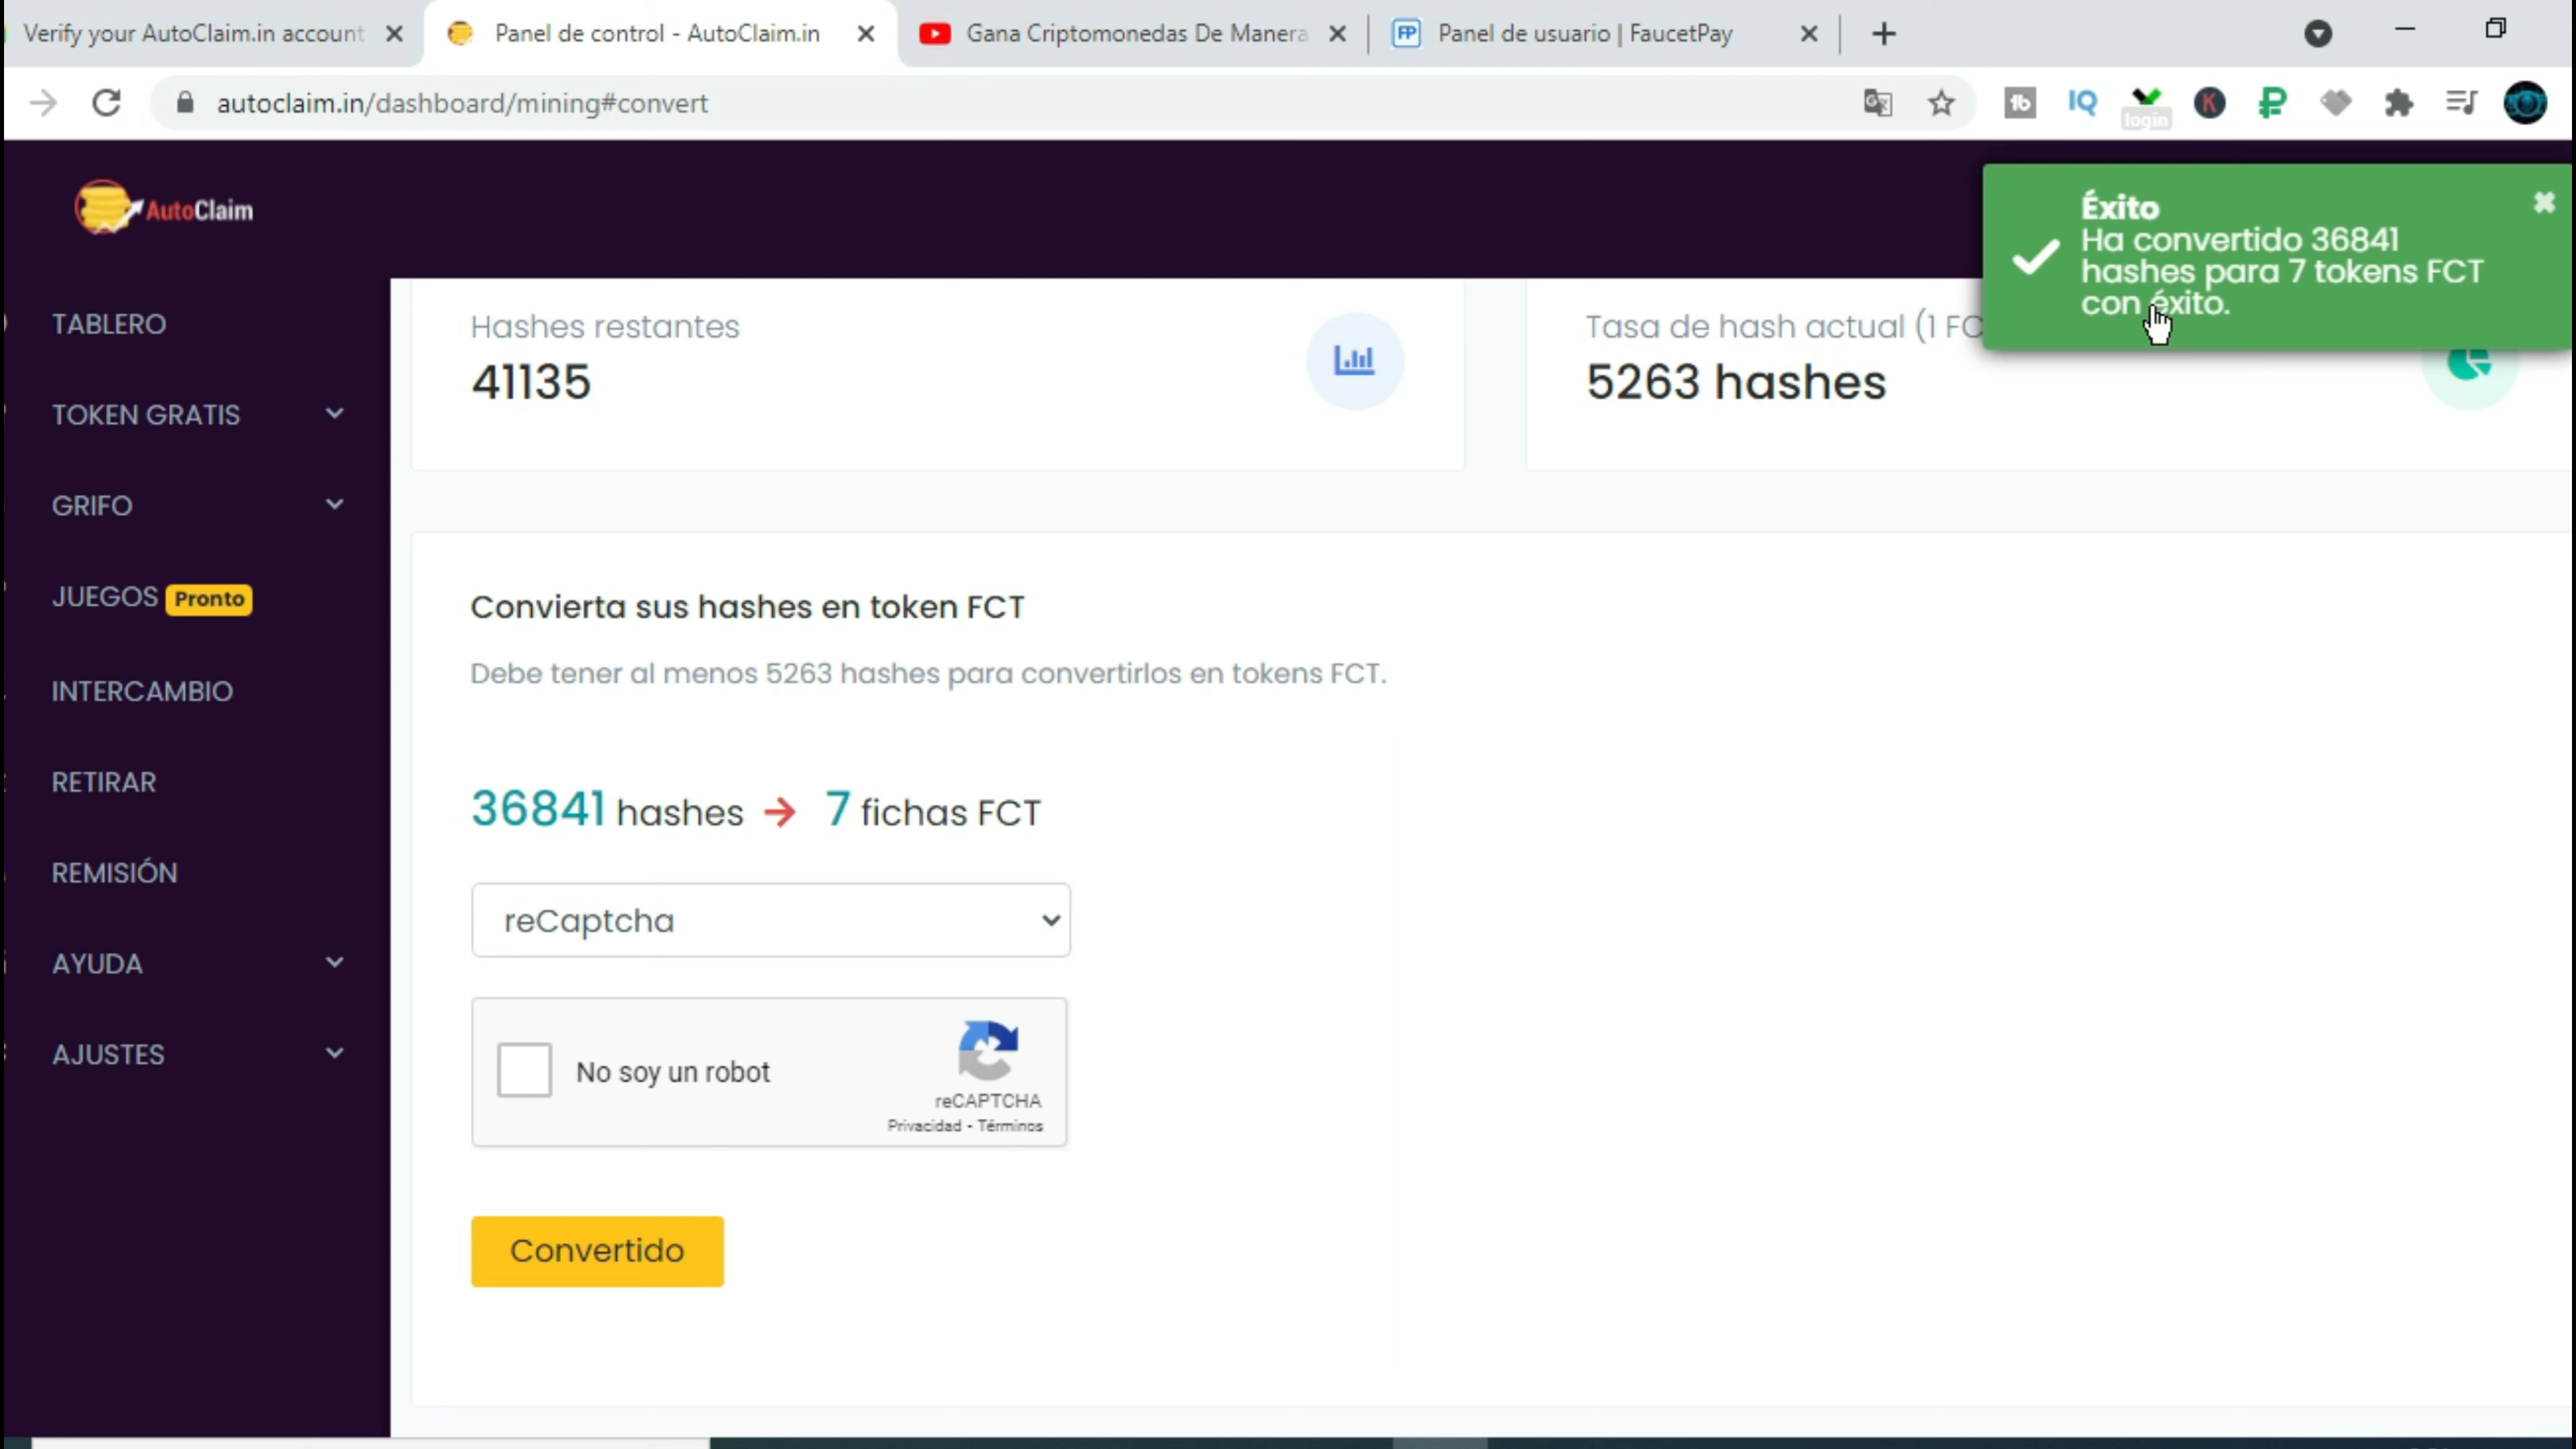 Verify your AutoClaim.in account
Panel de control - AutoClaim.in
Gana Criptomonedas De Manera
FP
Panel de usuario | FaucetPay
autoclaim.in/dashboard/mining#convert
IQ
login
K
AutoClaim
Éxito
Ha convertido 36841
hashes para 7 tokens FCT
con éxito.
TABLERO
TOKEN GRATIS
GRIFO
JUEGOS Pronto
INTERCAMBIO
RETIRAR
REMISIÓN
AYUDA
AJUSTES
Hashes restantes
41135
Tasa de hash actual (1 FC
5263 hashes
Convierta sus hashes en token FCT
Debe tener al menos 5263 hashes para convertirlos en tokens FCT.
36841 hashes → 7 fichas FCT
reCaptcha
No soy un robot
reCAPTCHA
Privacidad - Términos
Convertido